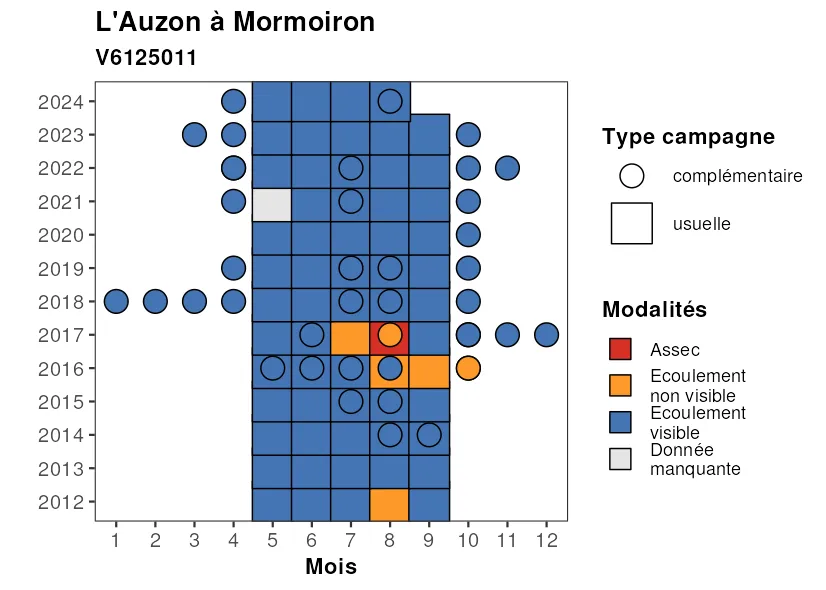 L'Auzon à Mormoiron
V6125011
2024
2023
2022
2021
2020
2019
2018
2017
2016
2015
2014
2013
2012
1 2 3 4 5 6 7 8 9 10 11 12
Mois
Type campagne
complémentaire
usuelle
Modalités
Assec
Ecoulement
non visible
Ecoulement
visible
Donnée
manquante